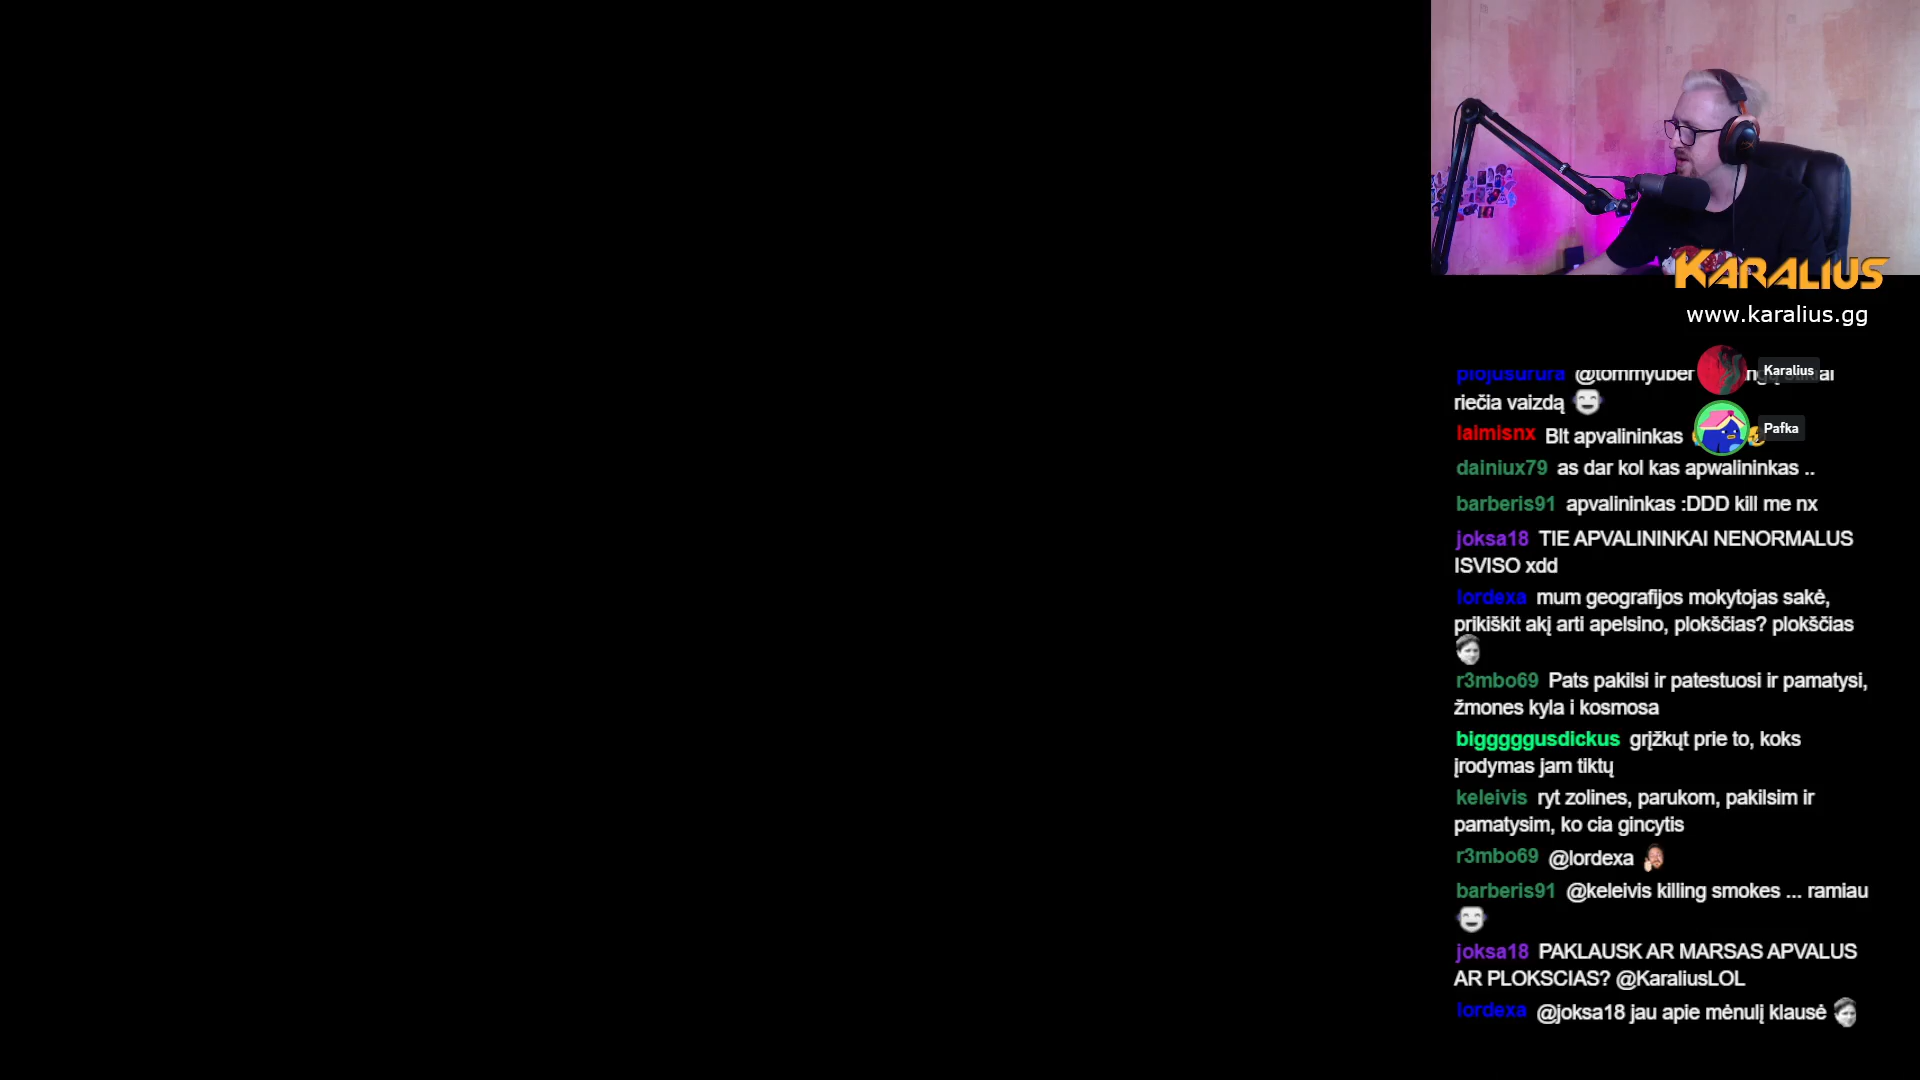 KARALIUS
www.karalius.gg
Karalius
piojusurura @tommyuber
riečia vaizdą
Pafka
laimisnx Blt apvalininkas
dainiux79 as dar kol kas apwalininkas ..
barberis91 apvalininkas :DDD kill me nx
joksa18 TIE APVALININKAI NENORMALUS
ISVISO xdd
lordexa mum geografijos mokytojas sakė,
prikiškit akį arti apelsino, plokščias? plokščias
r3mbo69 Pats pakilsi ir patestuosi ir pamatysi,
žmones kyla i kosmosa
bigggggusdickus grįžkųt prie to, koks
įrodymas jam tiktų
keleivis ryt zolines, parukom, pakilsim ir
pamatysim, ko cia gincytis
r3mbo69 @lordexa
barberis91 @keleivis killing smokes ... ramiau
joksa18 PAKLAUSK AR MARSAS APVALUS
AR PLOKSCIAS? @KaraliusLOL
lordexa @joksa18 jau apie mėnulį klausė